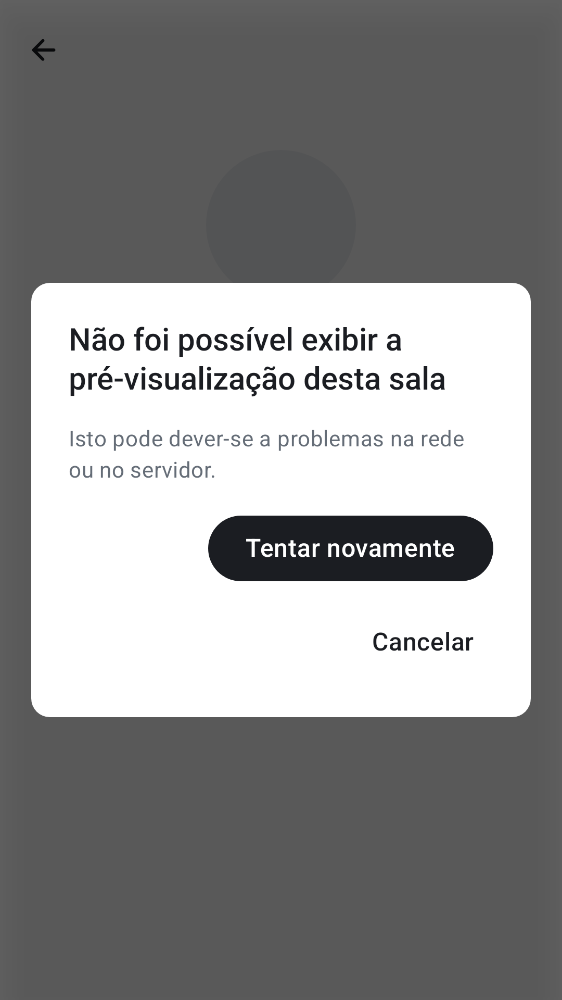 Não foi possível exibir a
pré-visualização desta sala
Isto pode dever-se a problemas na rede
ou no servidor.
Tentar novamente
Cancelar